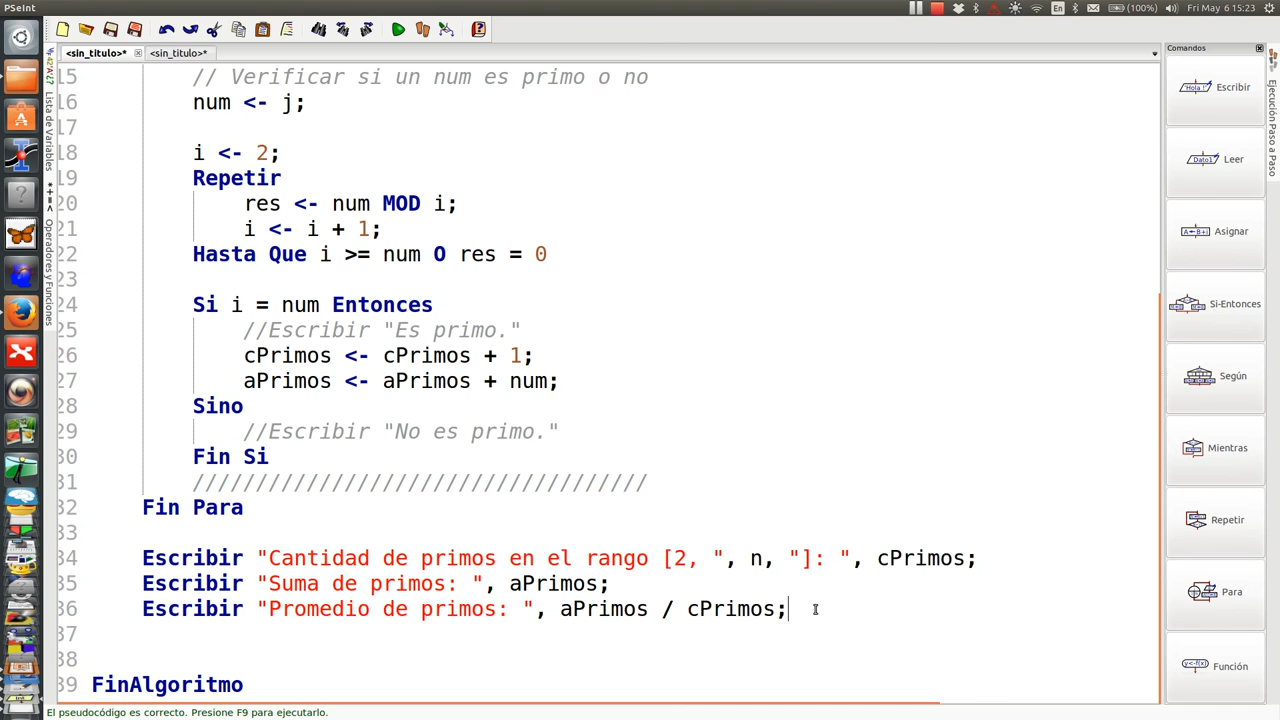 PSeInt
En
(100%)
Fri May 6 15:23
<sin_titulo>*
<sin_titulo>*
Comandos
15 // Verificar si un num es primo o no
16 num <- j;
17
18 i <- 2;
19 Repetir
20 res <- num MOD i;
21 i <- i + 1;
22 Hasta Que i >= num O res = 0
23
24 Si i = num Entonces
25 //Escribir "Es primo."
26 cPrimos <- cPrimos + 1;
27 aPrimos <- aPrimos + num;
28 Sino
29 //Escribir "No es primo."
30 Fin Si
31 ////////////////////////////////////
32 Fin Para
33
34 Escribir "Cantidad de primos en el rango [2, ", n, "]: ", cPrimos;
35 Escribir "Suma de primos: ", aPrimos;
36 Escribir "Promedio de primos: ", aPrimos / cPrimos;
37
38
39 FinAlgoritmo
El pseudocódigo es correcto. Presione F9 para ejecutarlo.
Lista de Variables
*+=< Operadores y Funciones
Escribir
Leer
Asignar
Si-Entonces
Según
Mientras
Repetir
Para
Función
Ejecución Paso a Paso